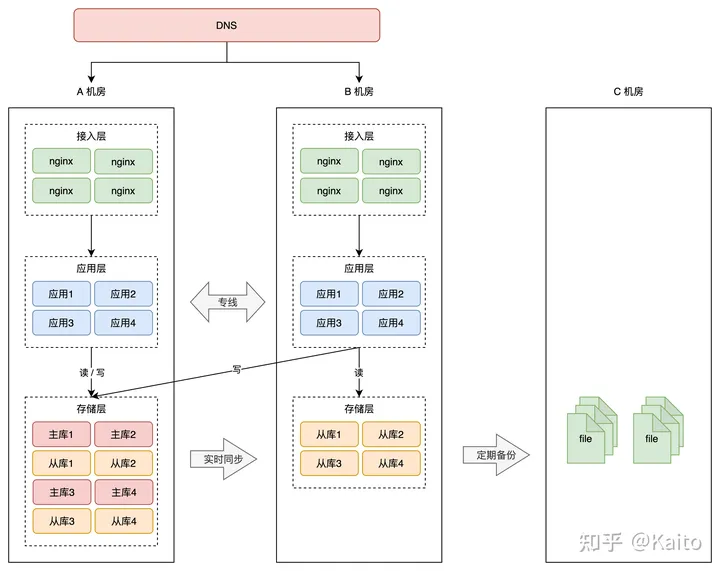 DNS
A 机房
B 机房
C 机房
接入层
nginx
nginx
nginx
nginx
接入层
nginx
nginx
nginx
nginx
应用层
应用1
应用2
应用3
应用4
专线
应用层
应用1
应用2
应用3
应用4
读 / 写
写
读
存储层
主库1
主库2
从库1
从库2
主库3
主库4
从库3
从库4
实时同步
存储层
从库1
从库2
从库3
从库4
定期备份
file
file
知乎 @Kaito